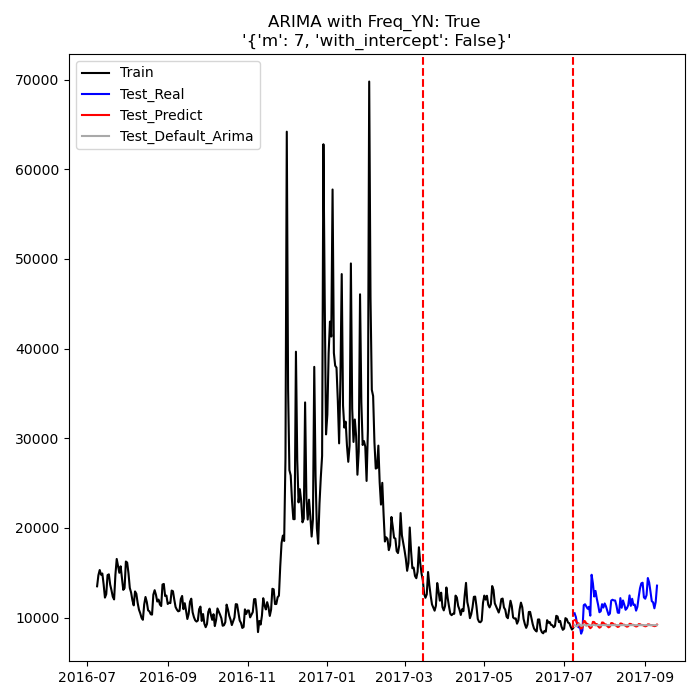 ARIMA with Freq_YN: True
'{'m': 7, 'with_intercept': False}'
Train
Test_Real
Test_Predict
Test_Default_Arima
70000
60000
50000
40000
30000
20000
10000
2016-07 2016-09 2016-11 2017-01 2017-03 2017-05 2017-07 2017-09